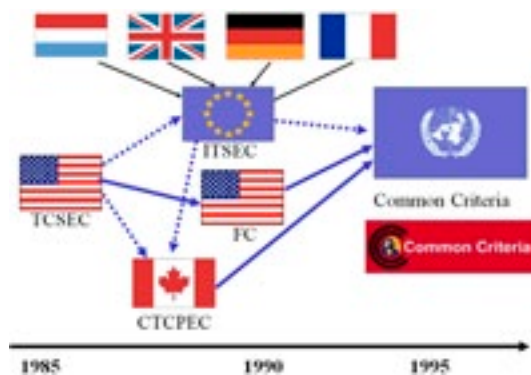 ITSEC
TCSEC
FC
Common Criteria
Common Criteria
CTCPEC
1985
1990
1995